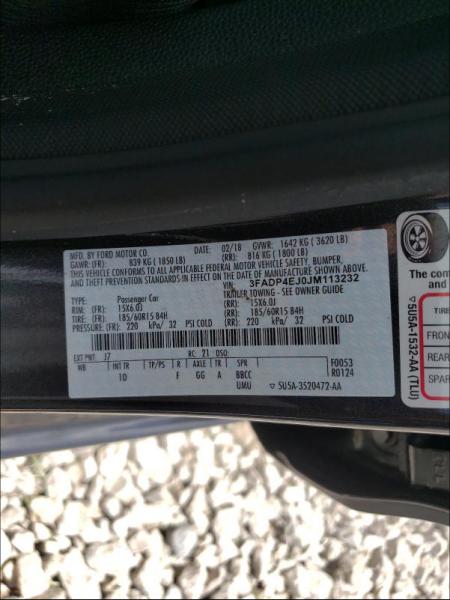 MFD. BY FORD MOTOR CO. DATE: 02/18 GVWR: 1642 KG ( 3620 LB)
GAWR:(FR): 839 KG ( 1850 LB) (RR): 816 KG ( 1800 LB)
THIS VEHICLE CONFORMS TO ALL APPLICABLE FEDERAL MOTOR VEHICLE SAFETY, BUMPER,
AND THEFT PREVENTION STANDARDS IN EFFECT ON THE DATE OF MANUFACTURE SHOWN ABOVE.
VIN: 3FADP4EJ0JM113232
TYPE: Passenger Car TRAILER TOWING - SEE OWNER GUIDE
RIM: (FR): 15X6.0J (RR): 15X6.0J
TIRE: (FR): 185/60R15 84H (RR): 185/60R15 84H
PRESSURE: (FR): 220 kPa/ 32 PSI COLD (RR): 220 kPa/ 32 PSI COLD
EXT PNT: J7 RC: 21 DSO:
WB INT TR TP/PS R AXLE TR SPR F0053
1D F GG A BBCC R0124
UMU ▽5U5A-3520472-AA
The com
▽5U5A-1532-AA (TLU)
FRON
REAR
SPAR